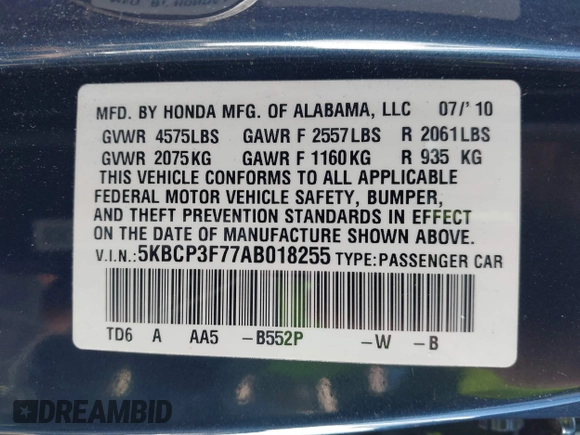 MFD. BY HONDA MFG. OF ALABAMA, LLC 07/'10
GVWR 4575LBS GAWR F 2557LBS R 2061LBS
GVWR 2075KG GAWR F 1160KG R 935 KG
THIS VEHICLE CONFORMS TO ALL APPLICABLE
FEDERAL MOTOR VEHICLE SAFETY, BUMPER,
AND THEFT PREVENTION STANDARDS IN EFFECT
ON THE DATE OF MANUFACTURE SHOWN ABOVE.
V.I.N.:5KBCP3F77AB018255 TYPE:PASSENGER CAR
TD6 A AA5 -B552P -W -B
DREAMBID